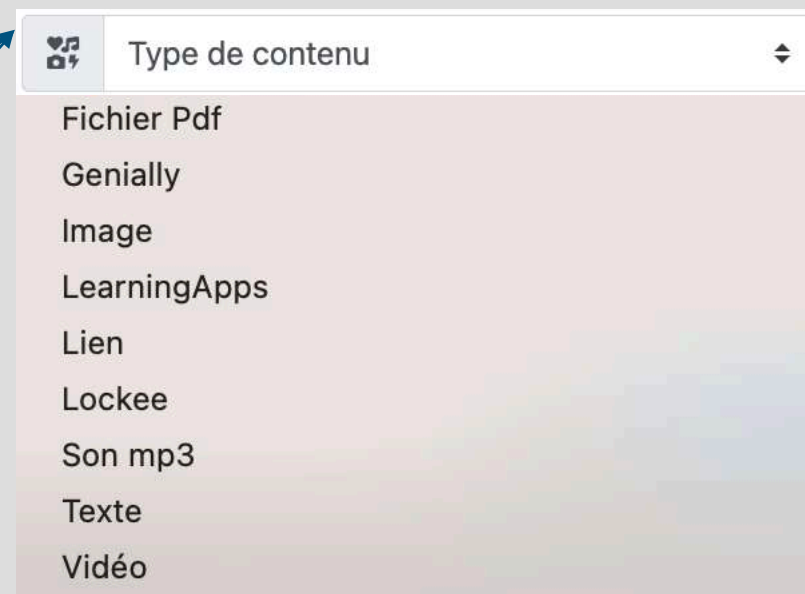 Type de contenu
Fichier Pdf
Genially
Image
LearningApps
Lien
Lockee
Son mp3
Texte
Vidéo